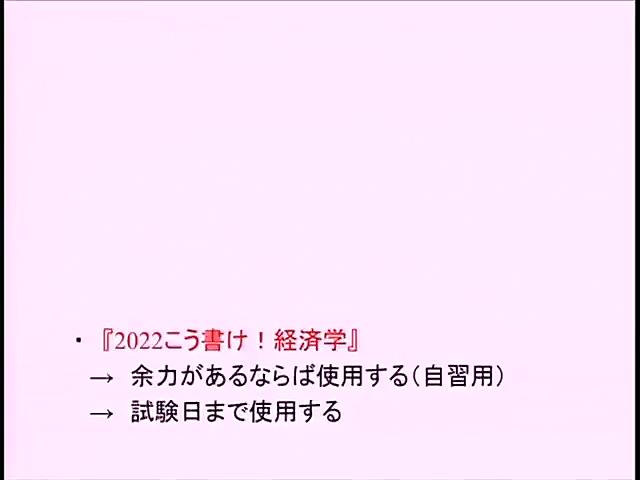 ・ 『2022こう書け！経済学』
→ 余力があるならば使用する（自習用）
→ 試験日まで使用する